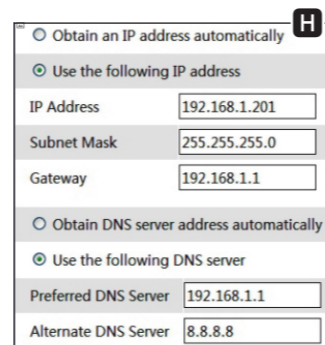 H
Obtain an IP address automatically
Use the following IP address
IP Address 192.168.1.201
Subnet Mask 255.255.255.0
Gateway 192.168.1.1
Obtain DNS server address automatically
Use the following DNS server
Preferred DNS Server 192.168.1.1
Alternate DNS Server 8.8.8.8